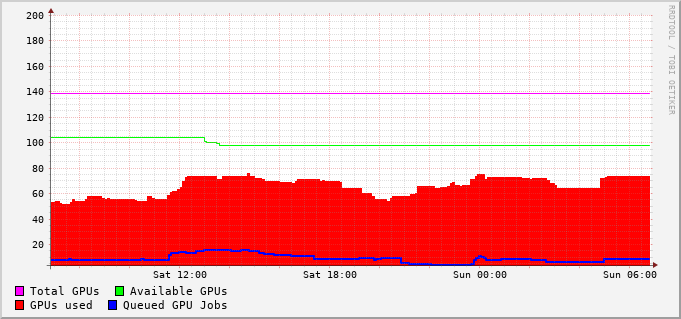 200
180
160
140
120
100
80
60
40
20
Sat 12:00 Sat 18:00 Sun 00:00 Sun 06:00
Total GPUs Available GPUs
GPUs used Queued GPU Jobs
RRDTOOL / TOBI OETIKER